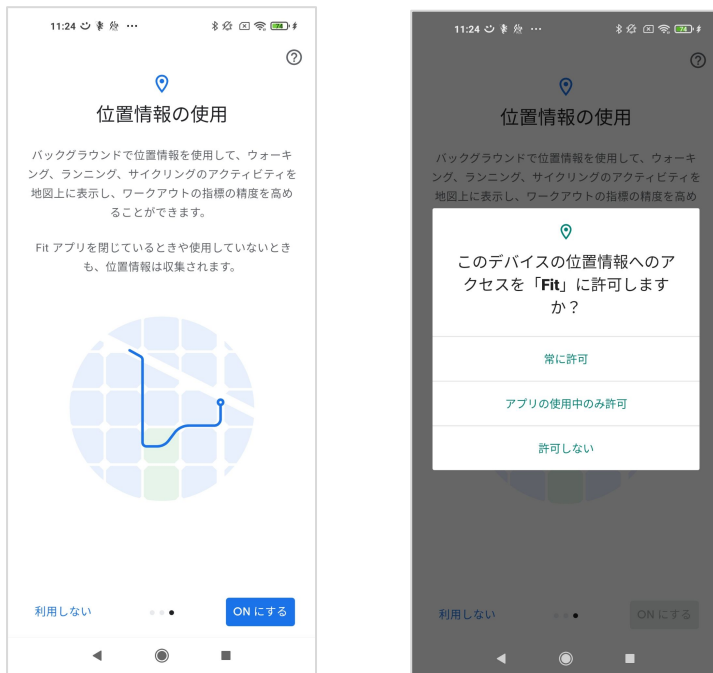 11:24
74
位置情報の使用
バックグラウンドで位置情報を使用して、ウォーキ
ング、ランニング、サイクリングのアクティビティを
地図上に表示し、ワークアウトの指標の精度を高め
ることができます。
Fit アプリを閉じているときや使用していないとき
も、位置情報は収集されます。
利用しない
ON にする
11:24
74
位置情報の使用
バックグラウンドで位置情報を使用して、ウォーキ
ング、ランニング、サイクリングのアクティビティを
地図上に表示し、ワークアウトの指標の精度を高め
このデバイスの位置情報へのア
クセスを「Fit」に許可します
か？
常に許可
アプリの使用中のみ許可
許可しない
利用しない
ON にする